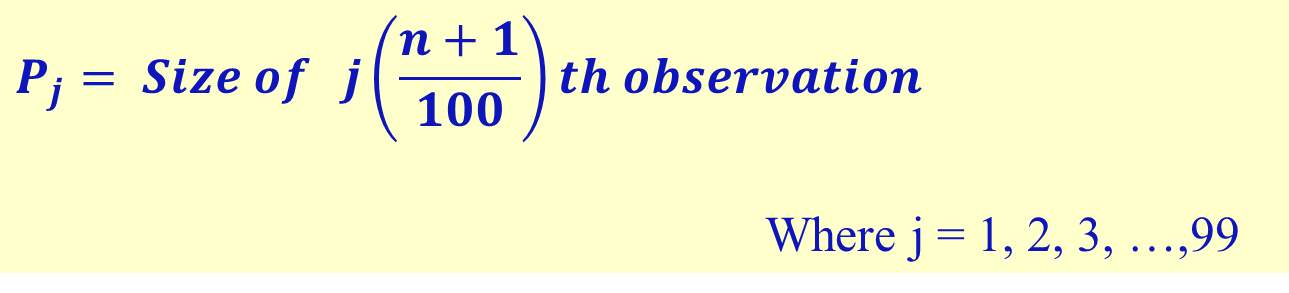 P_j = Size of j((n + 1)/100) th observation
Where j = 1, 2, 3, …,99